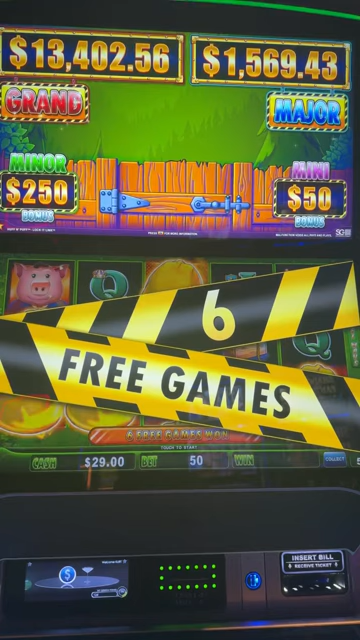 $13,402.56 $1,569.43
GRAND MAJOR
MINOR MINI
$250 $50
BONUS BONUS
Q
6
FREE GAMES
Q
6 FREE GAMES WON
TOUCH TO START
CASH $29.00 BET 50 WIN COLLECT
INSERT BILL
RECEIVE TICKET
$